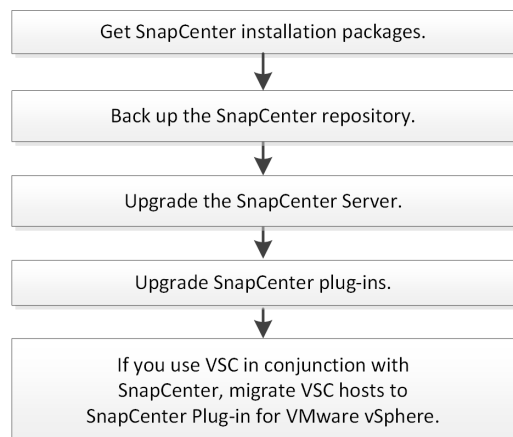 Get SnapCenter installation packages.
Back up the SnapCenter repository.
Upgrade the SnapCenter Server.
Upgrade SnapCenter plug-ins.
If you use VSC in conjunction with
SnapCenter, migrate VSC hosts to
SnapCenter Plug-in for VMware vSphere.